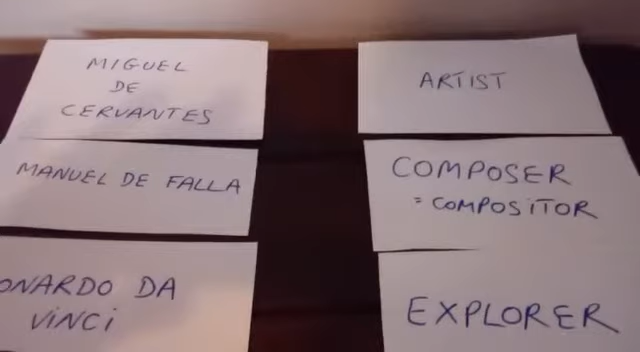 MIGUEL
DE
CERVANTES
MANUEL DE FALLA
ONARDO DA
VINCI
ARTIST
COMPOSER
= COMPOSITOR
EXPLORER